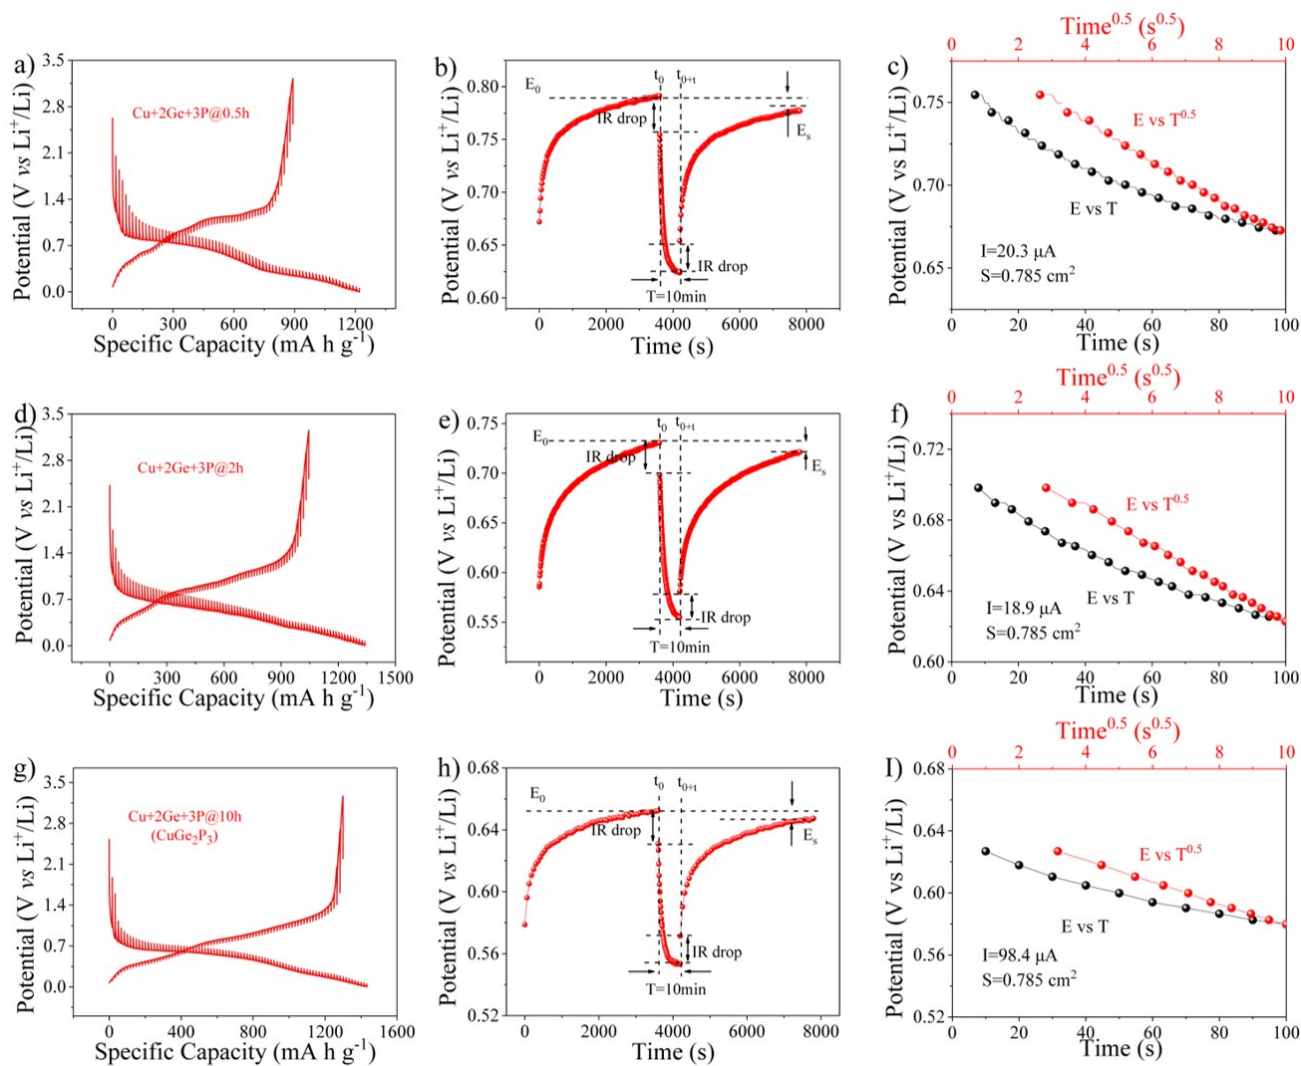 a)
Potential (V vs Li⁺/Li)
3.5
2.8
2.1
1.4
0.7
0.0
Cu+2Ge+3P@0.5h
0 300 600 900 1200
Specific Capacity (mA h g⁻¹)
b)
Potential (V vs Li⁺/Li)
0.80
0.75
0.70
0.65
0.60
E₀
t₀ t₀₊ₜ
IR drop
Eₛ
IR drop
T=10min
0 2000 4000 6000 8000
Time (s)
c)
Time⁰·⁵ (s⁰·⁵)
0 2 4 6 8 10
Potential (V vs Li⁺/Li)
0.75
0.70
0.65
E vs T⁰·⁵
E vs T
I=20.3 μA
S=0.785 cm²
0 20 40 60 80 100
Time (s)
d)
Potential (V vs Li⁺/Li)
3.5
2.8
2.1
1.4
0.7
0.0
Cu+2Ge+3P@2h
0 300 600 900 1200 1500
Specific Capacity (mA h g⁻¹)
e)
Potential (V vs Li⁺/Li)
0.75
0.70
0.65
0.60
0.55
E₀
t₀ t₀₊ₜ
IR drop
Eₛ
IR drop
T=10min
0 2000 4000 6000 8000
Time (s)
f)
Time⁰·⁵ (s⁰·⁵)
0 2 4 6 8 10
Potential (V vs Li⁺/Li)
0.72
0.68
0.64
0.60
E vs T⁰·⁵
E vs T
I=18.9 μA
S=0.785 cm²
0 20 40 60 80 100
Time (s)
g)
Potential (V vs Li⁺/Li)
3.5
2.8
2.1
1.4
0.7
0.0
Cu+2Ge+3P@10h
(CuGe₂P₃)
0 400 800 1200 1600
Specific Capacity (mA h g⁻¹)
h)
Potential (V vs Li⁺/Li)
0.68
0.64
0.60
0.56
0.52
E₀
t₀ t₀₊ₜ
IR drop
Eₛ
IR drop
T=10min
0 2000 4000 6000 8000
Time (s)
I)
Time⁰·⁵ (s⁰·⁵)
0 2 4 6 8 10
Potential (V vs Li⁺/Li)
0.68
0.64
0.60
0.56
0.52
E vs T⁰·⁵
E vs T
I=98.4 μA
S=0.785 cm²
0 20 40 60 80 100
Time (s)